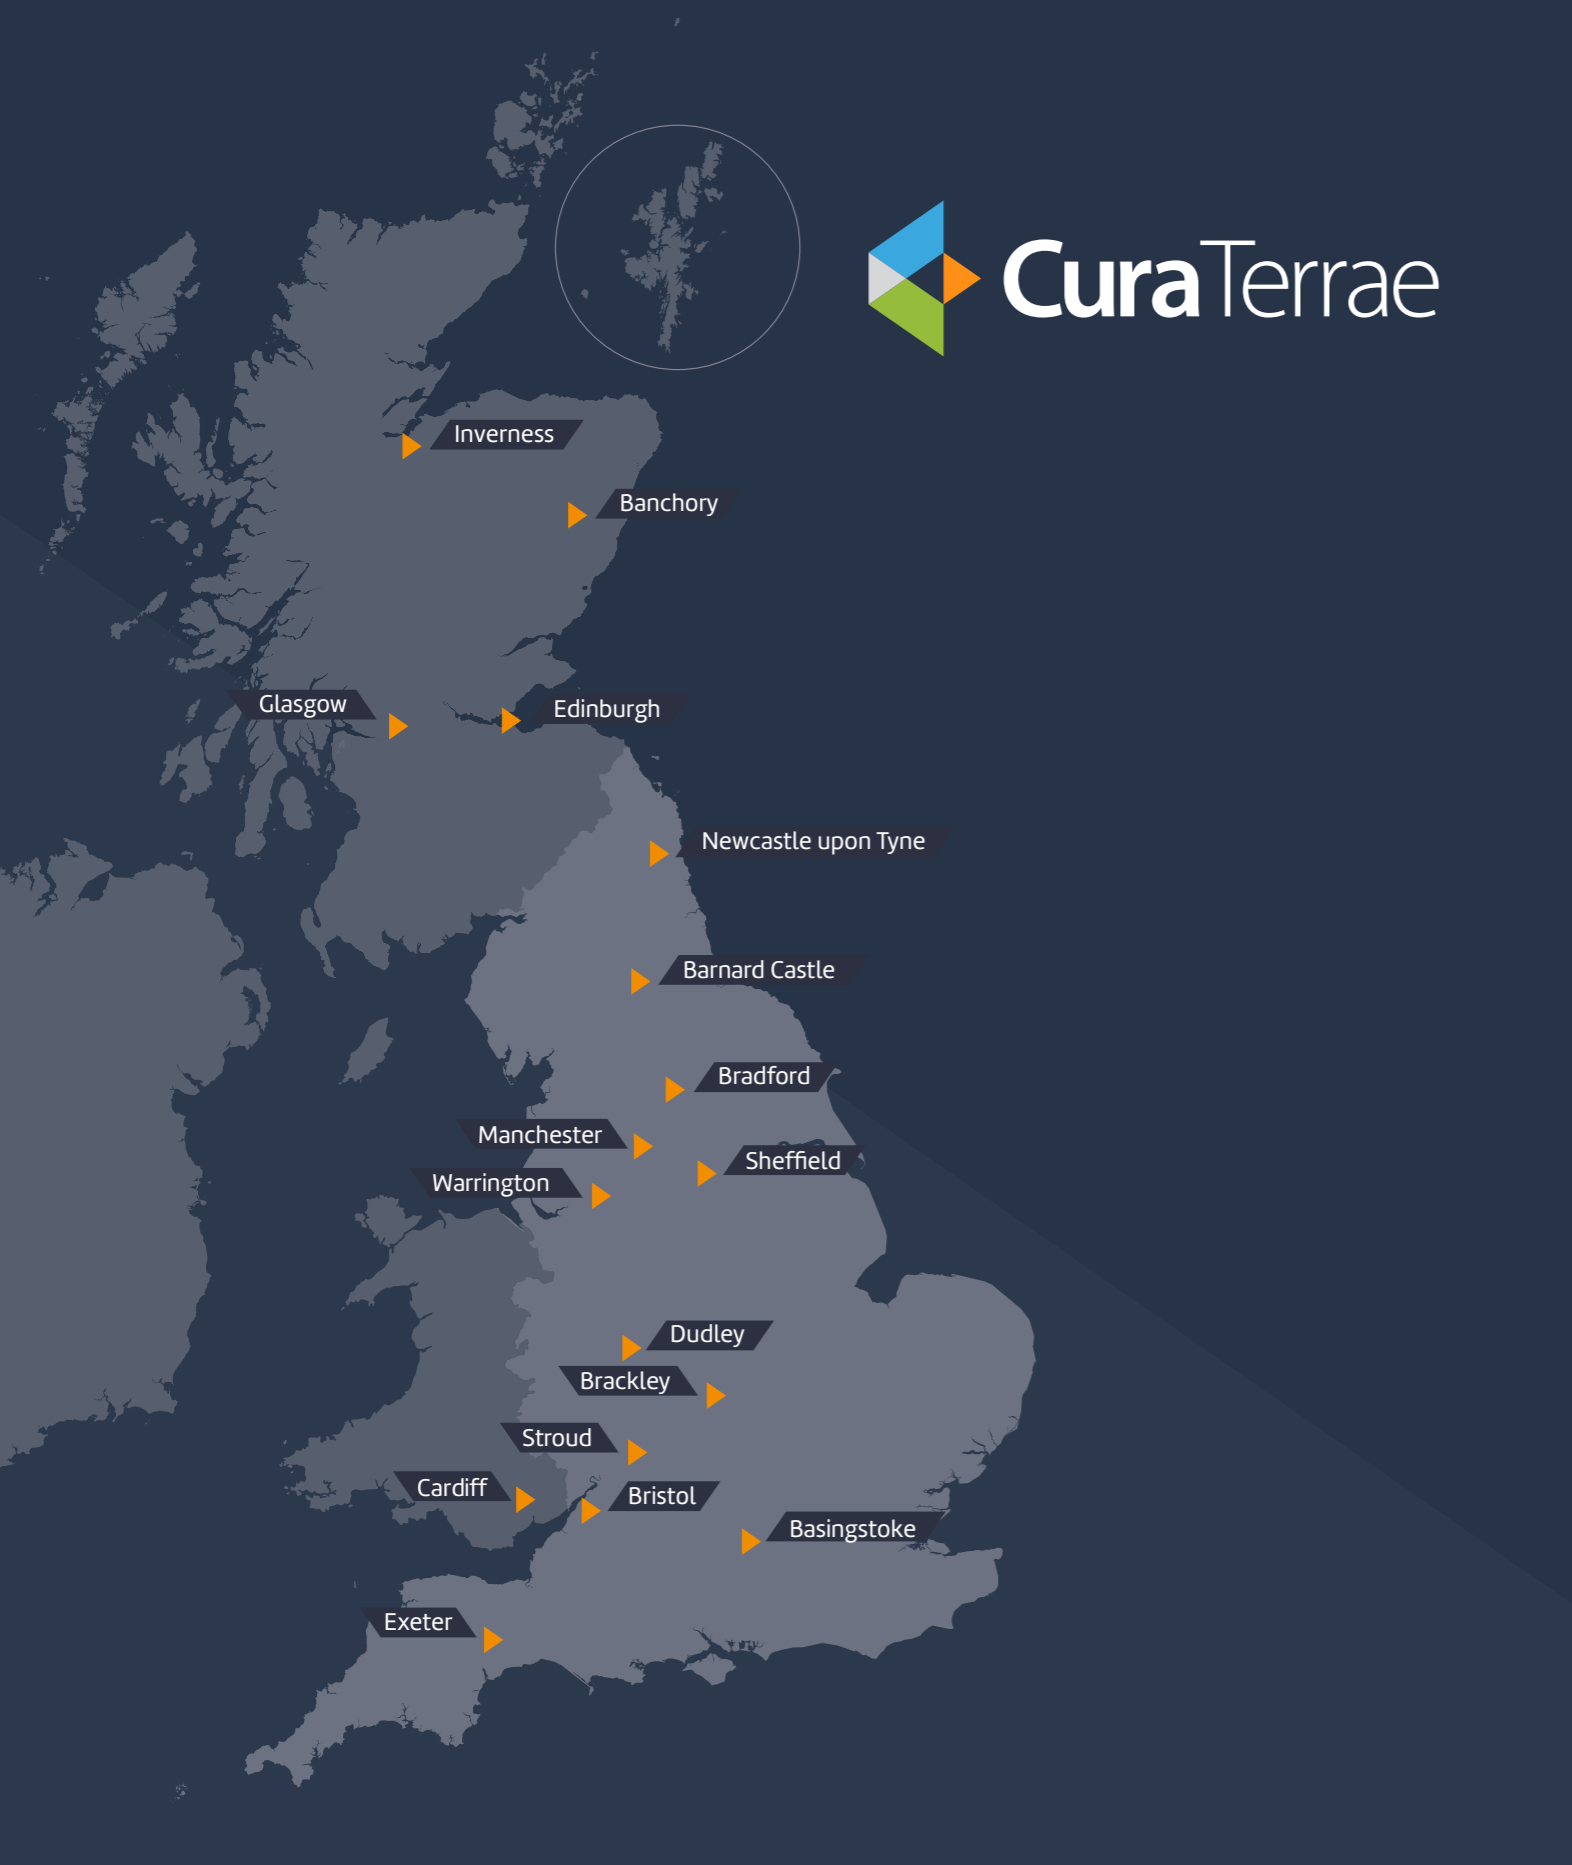 CuraTerrae
Inverness
Banchory
Glasgow
Edinburgh
Newcastle upon Tyne
Barnard Castle
Bradford
Manchester
Sheffield
Warrington
Dudley
Brackley
Stroud
Cardiff
Bristol
Basingstoke
Exeter